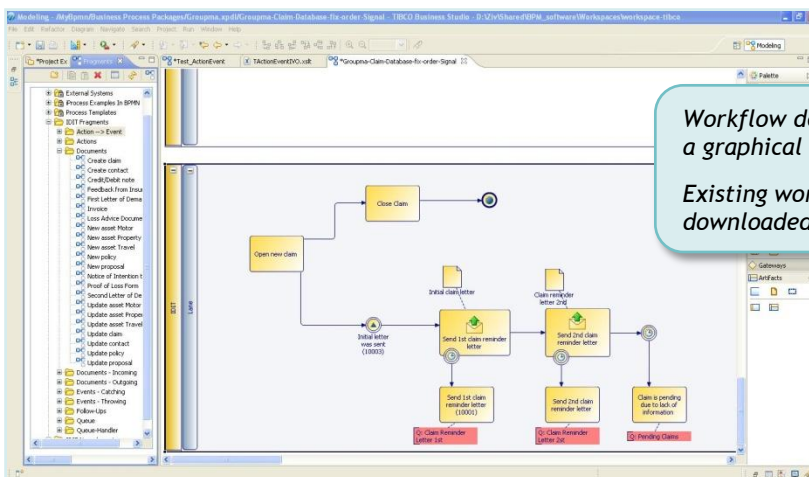 Modeling - /MyBpmn/Business Process Packages/Groupma.xpdl/Groupma-Claim-Database-fix-order-Signal - TIBCO Business Studio - D:\Ziv\Shared\BPM_software\Workspaces\workspace-tibco
File Edit Refactor Diagram Navigate Search Project Run Window Help
Modeling
*Project Ex
Fragments
*Test_ActionEvent
TActionEventIVO.xslt
*Groupma-Claim-Database-fix-order-Signal
Palette
External Systems
iProcess Examples In BPMN
Process Templates
IDIT Fragments
Action --> Event
Actions
Documents
Create claim
Create contact
Credit/Debit note
Feedback from Insu
First Letter of Dema
Invoice
Loss Advice Docume
New asset Motor
New asset Property
New asset Travel
New policy
New proposal
Notice of Intention t
Proof of Loss Form
Second Letter of De
Update asset Motor
Update asset Proper
Update asset Travel
Update claim
Update contact
Update policy
Update proposal
Documents - Incoming
Documents - Outgoing
Events - Catching
Events - Throwing
Follow-Ups
Queue
Queue-Handler
IDIT
Lane
Close Claim
Open new claim
Initial claim letter
Claim reminder
letter 2nd
Initial letter
was sent
(10003)
Send 1st claim reminder
letter
Send 2nd claim
reminder letter
Send 1st claim
reminder letter
(10001)
Send 2nd claim
reminder letter
Claim is pending
due to lack of
information
Q: Claim Reminder
Letter 1st
Q: Claim Reminder
Letter 2st
Q: Pending Claims
Workflow de
a graphical
Existing wor
downloaded
Gateways
Artifacts